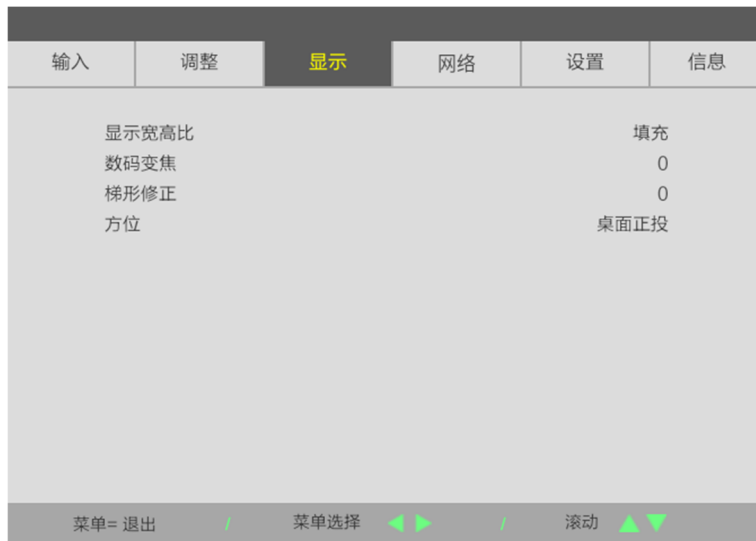 输入 调整 显示 网络 设置 信息
显示宽高比 填充
数码变焦 0
梯形修正 0
方位 桌面正投
菜单= 退出 / 菜单选择 ◀ ▶ / 滚动 ▲ ▼